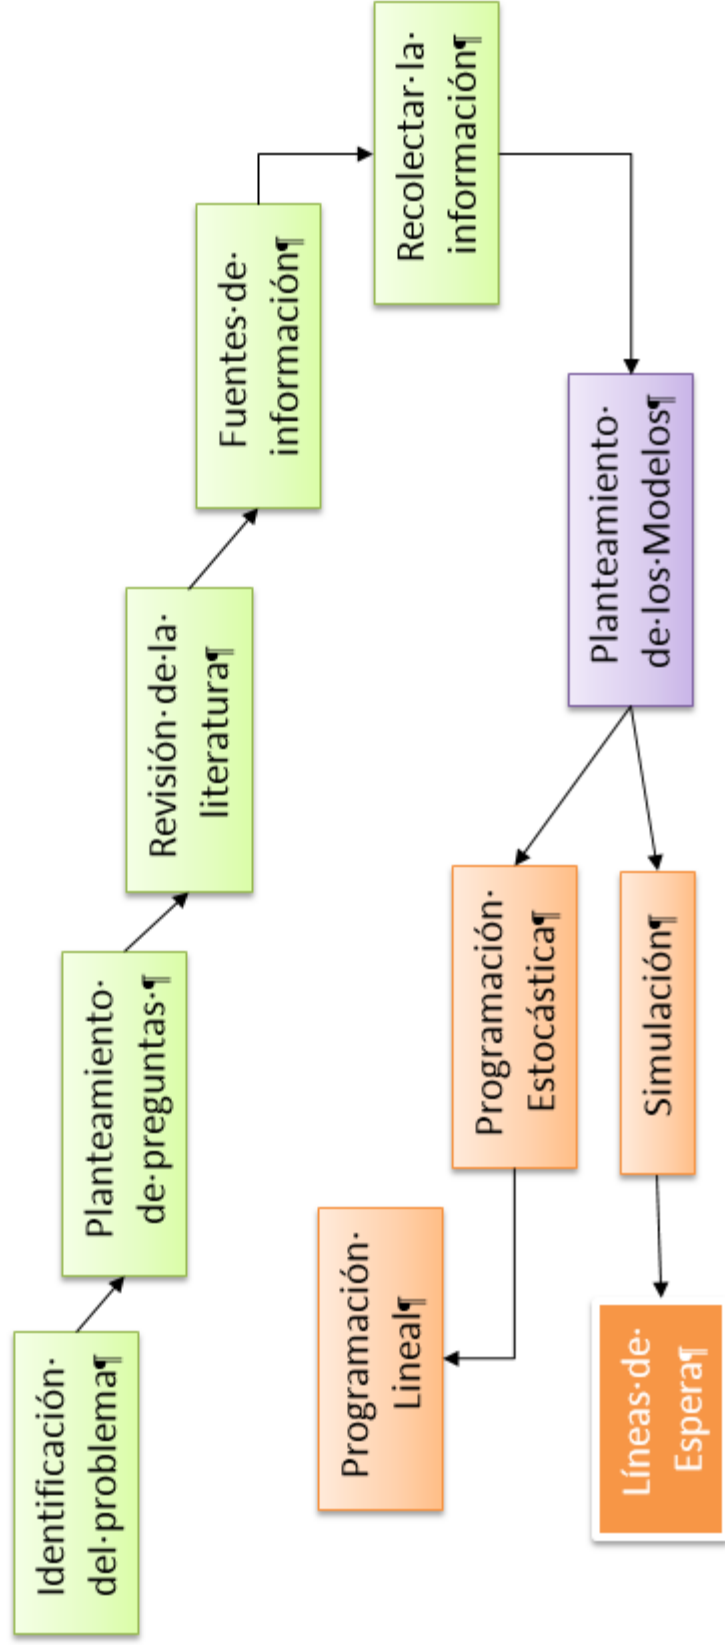 Identificación·
del·problema¶
Planteamiento·
de·preguntas·¶
Revisión·de·la·
literatura¶
Fuentes·de·
información¶
Recolectar·la·
información¶
Planteamiento·
de·los·Modelos¶
Programación·
Estocástica¶
Programación·
Lineal¶
Simulación¶
Líneas·de·
Espera¶